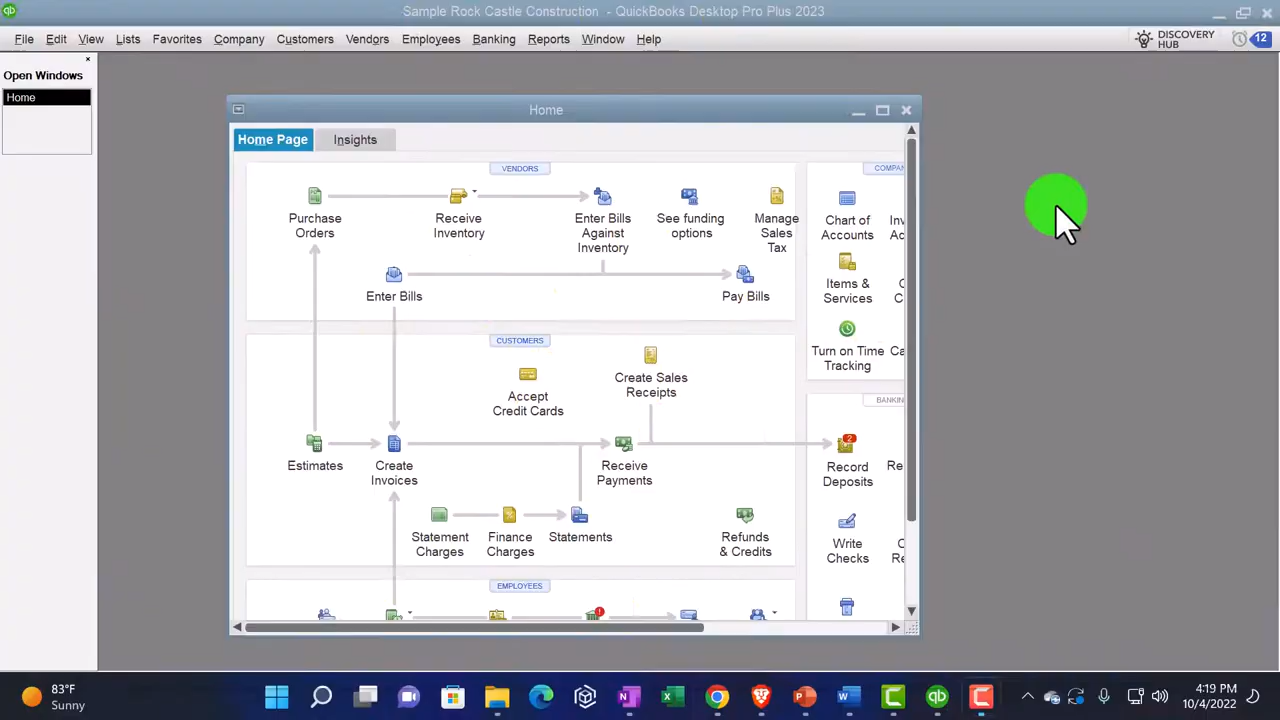 Sample Rock Castle Construction - QuickBooks Desktop Pro Plus 2023
File Edit View Lists Favorites Company Customers Vendors Employees Banking Reports Window Help
DISCOVERY
HUB
12
Open Windows
Home
Home
Home Page
Insights
VENDORS
Purchase
Orders
Receive
Inventory
Enter Bills
Against
Inventory
See funding
options
Manage
Sales
Tax
Enter Bills
Pay Bills
CUSTOMERS
Accept
Credit Cards
Create Sales
Receipts
Estimates
Create
Invoices
Receive
Payments
Statement
Charges
Finance
Charges
Statements
Refunds
& Credits
EMPLOYEES
COMPA
Chart of
Accounts
Items &
Services
Turn on Time
Tracking
BANKIN
2
Record
Deposits
Write
Checks
83°F
Sunny
4:19 PM
10/4/2022